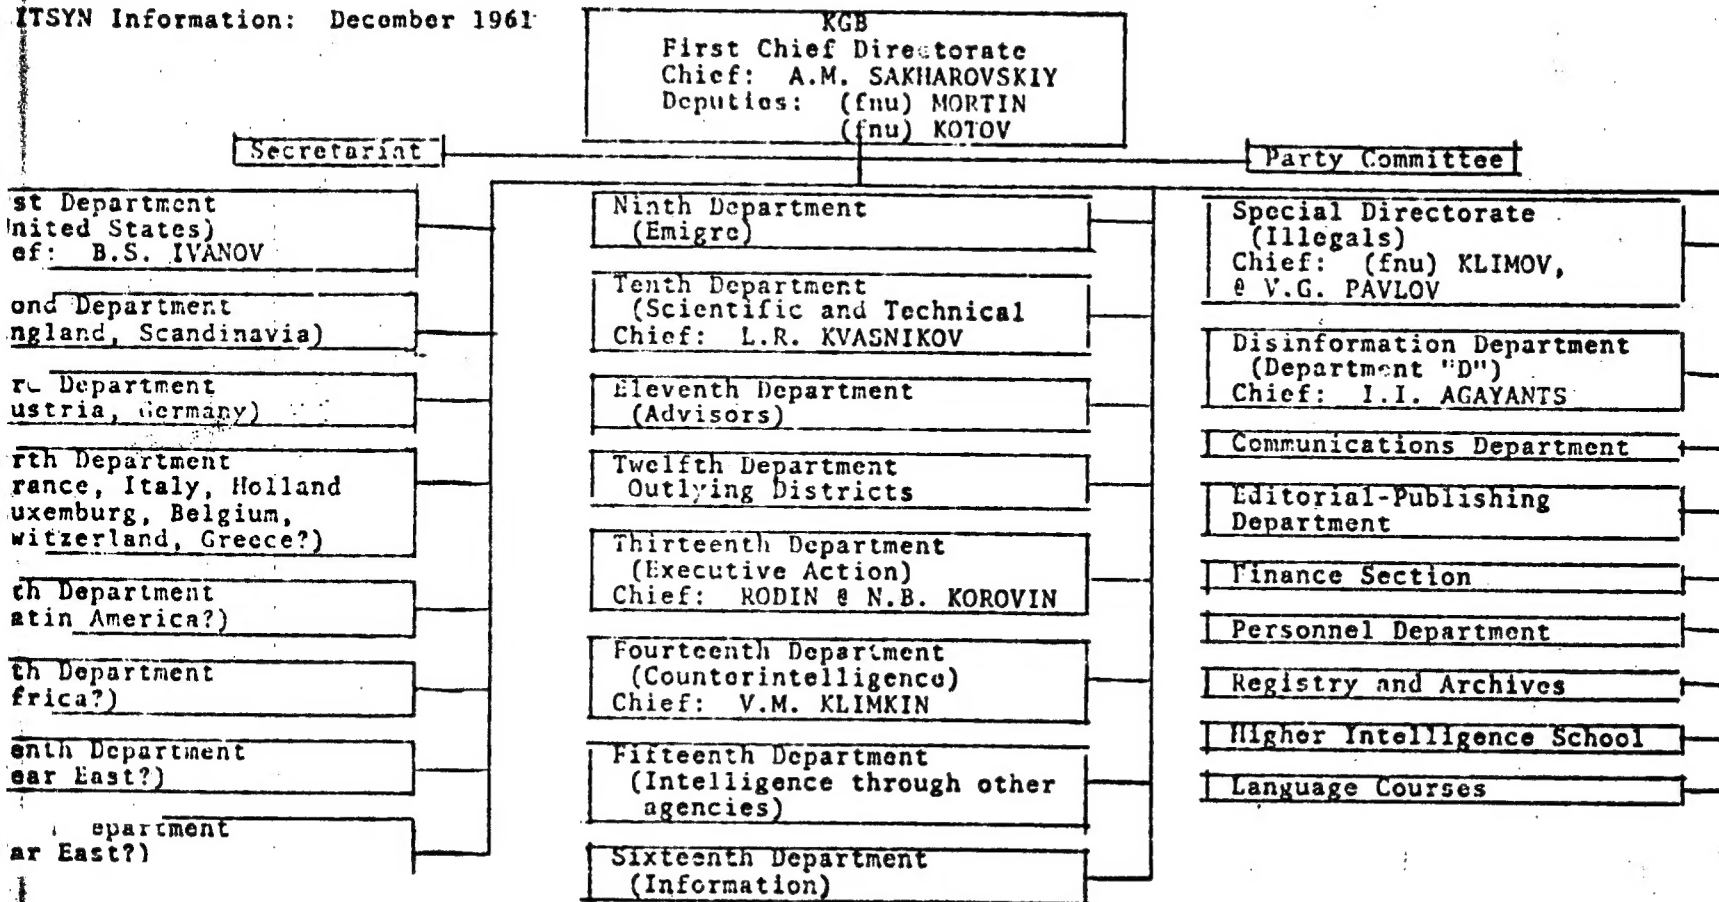 ITSYN Information: December 1961
KGB
First Chief Directorate
Chief: A.M. SAKHAROVSKIY
Deputies: (fnu) MORTIN
(fnu) KOTOV
Secretariat
Party Committee
st Department
nited States)
ef: B.S. IVANOV
ond Department
ngland, Scandinavia)
Department
ustria, Germany)
rth Department
rance, Italy, Holland
uxemburg, Belgium,
witzerland, Greece?)
th Department
atin America?)
th Department
frica?)
enth Department
ear East?)
epartment
ar East?)
Ninth Department
(Emigre)
Tenth Department
(Scientific and Technical
Chief: L.R. KVASNIKOV
Eleventh Department
(Advisors)
Twelfth Department
Outlying Districts
Thirteenth Department
(Executive Action)
Chief: RODIN @ N.B. KOROVIN
Fourteenth Department
(Counterintelligence)
Chief: V.M. KLIMKIN
Fifteenth Department
(Intelligence through other
agencies)
Sixteenth Department
(Information)
Special Directorate
(Illegals)
Chief: (fnu) KLIMOV,
@ V.G. PAVLOV
Disinformation Department
(Department "D")
Chief: I.I. AGAYANTS
Communications Department
Editorial-Publishing
Department
Finance Section
Personnel Department
Registry and Archives
Higher Intelligence School
Language Courses